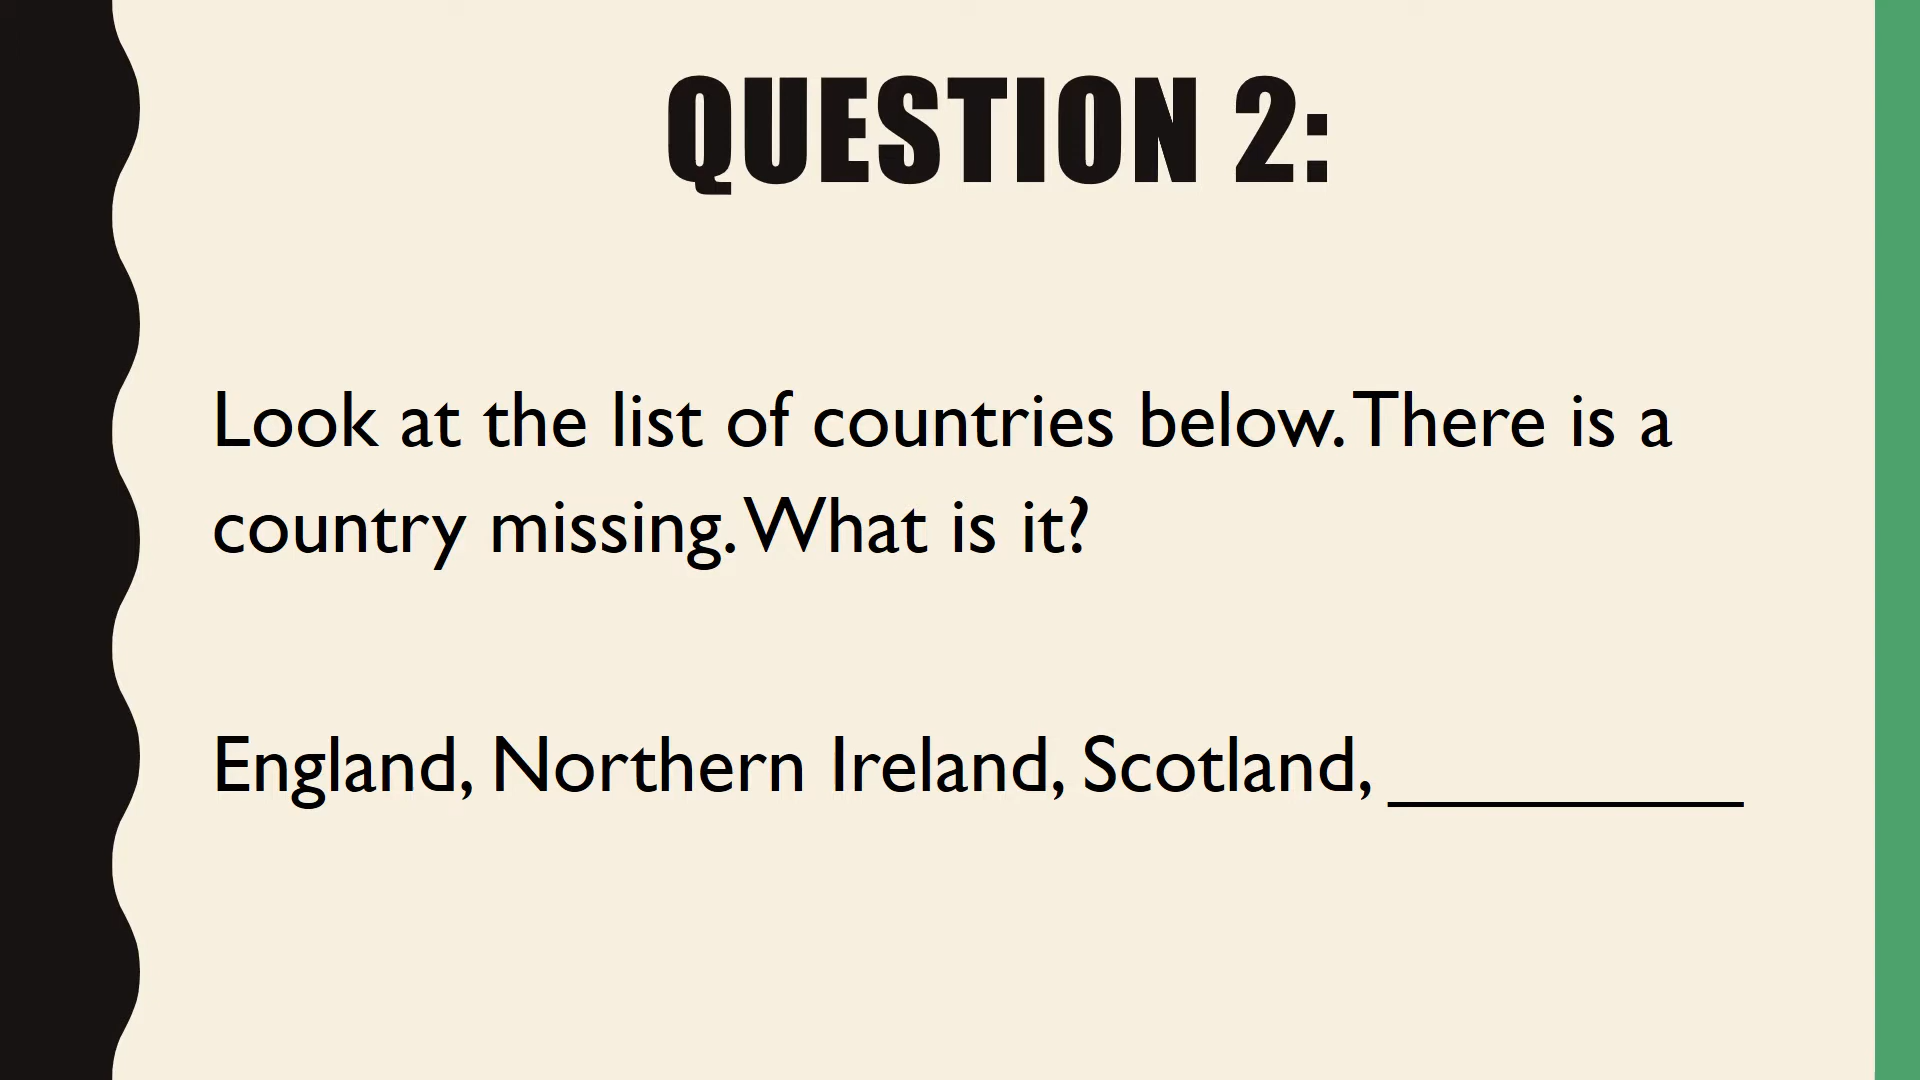 QUESTION 2:
Look at the list of countries below. There is a
country missing. What is it?
England, Northern Ireland, Scotland, _________